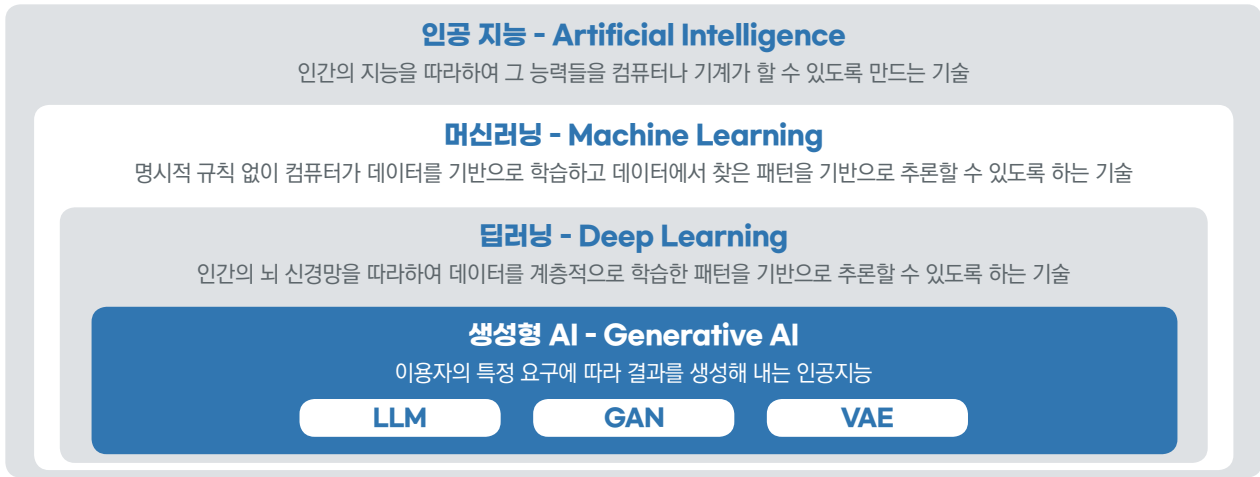 인공 지능 - Artificial Intelligence
인간의 지능을 따라하여 그 능력들을 컴퓨터나 기계가 할 수 있도록 만드는 기술
머신러닝 - Machine Learning
명시적 규칙 없이 컴퓨터가 데이터를 기반으로 학습하고 데이터에서 찾은 패턴을 기반으로 추론할 수 있도록 하는 기술
딥러닝 - Deep Learning
인간의 뇌 신경망을 따라하여 데이터를 계층적으로 학습한 패턴을 기반으로 추론할 수 있도록 하는 기술
생성형 AI - Generative AI
이용자의 특정 요구에 따라 결과를 생성해 내는 인공지능
LLM GAN VAE